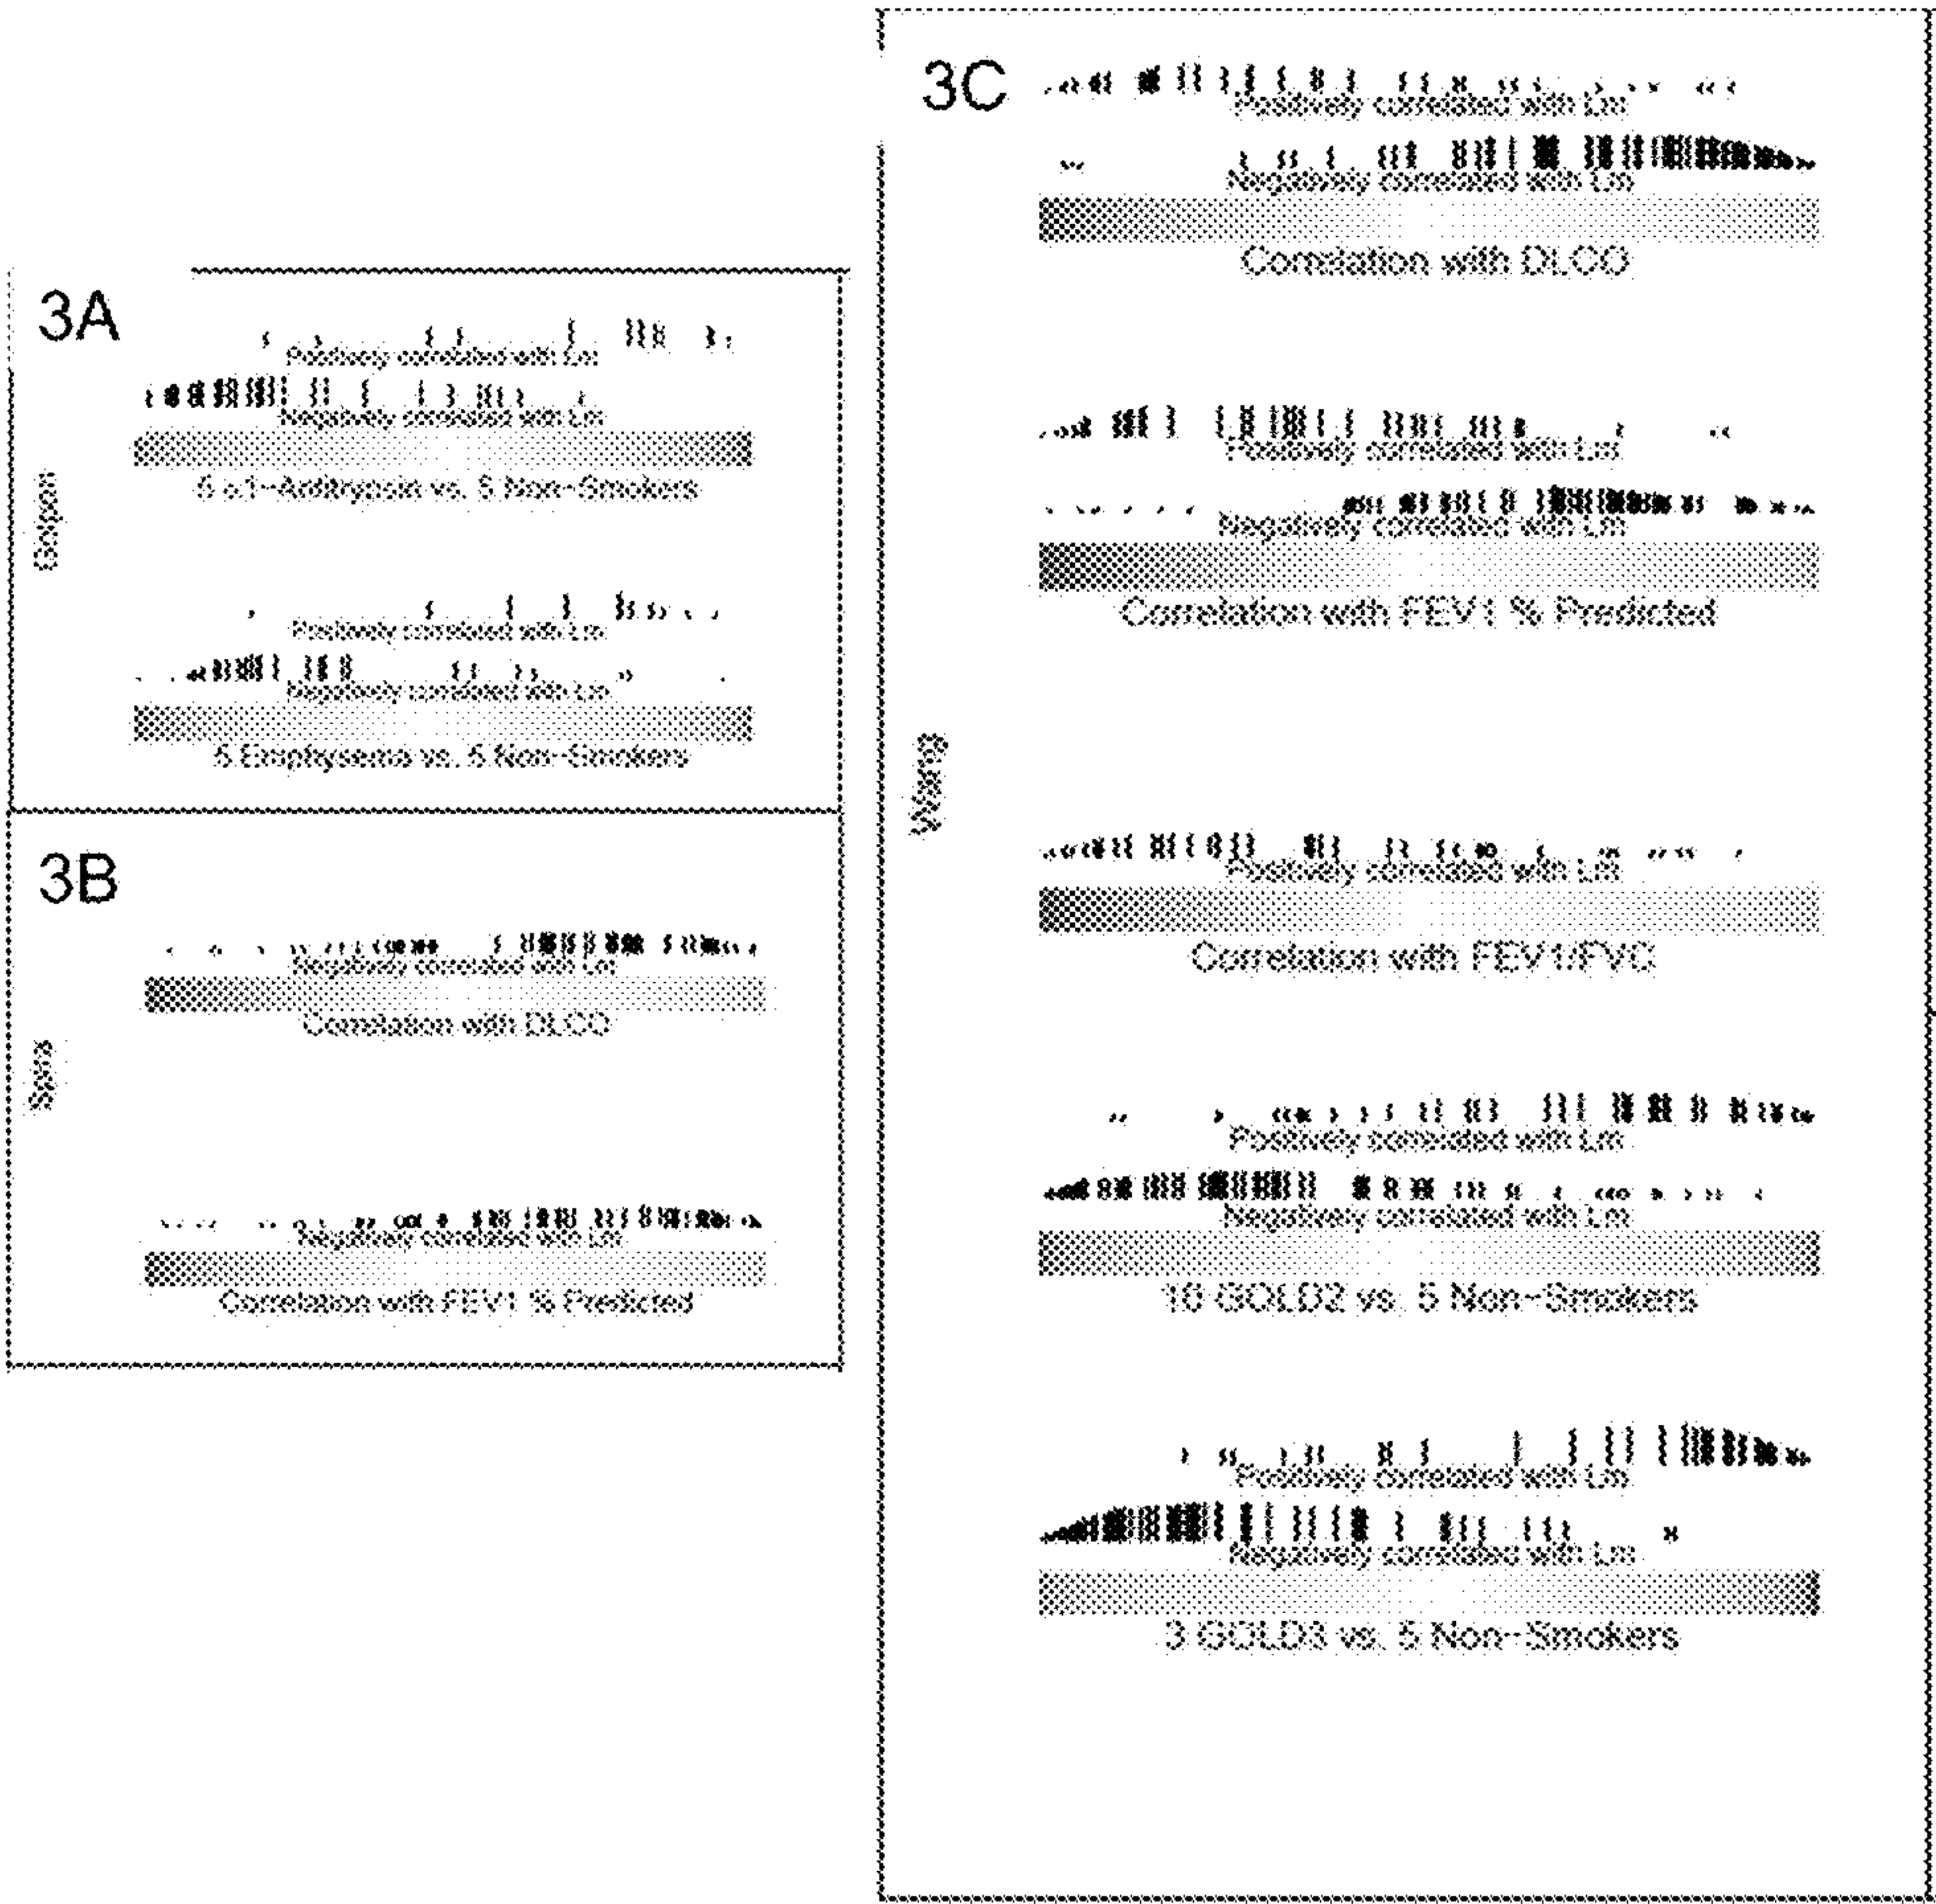 3A
Positively correlated with Lm
Negatively correlated with Lm
5 α1-Antitrypsin vs. 5 Non-Smokers
Golpon
Positively correlated with Lm
Negatively correlated with Lm
5 Emphysema vs. 5 Non-Smokers
3B
Negatively correlated with Lm
Correlation with DLCO
Spira
Negatively correlated with Lm
Correlation with FEV1 % Predicted
3C
Positively correlated with Lm
Negatively correlated with Lm
Correlation with DLCO
Positively correlated with Lm
Negatively correlated with Lm
Correlation with FEV1 % Predicted
Wang
Positively correlated with Lm
Correlation with FEV1/FVC
Positively correlated with Lm
Negatively correlated with Lm
10 GOLD2 vs. 5 Non-Smokers
Positively correlated with Lm
Negatively correlated with Lm
3 GOLD3 vs. 5 Non-Smokers